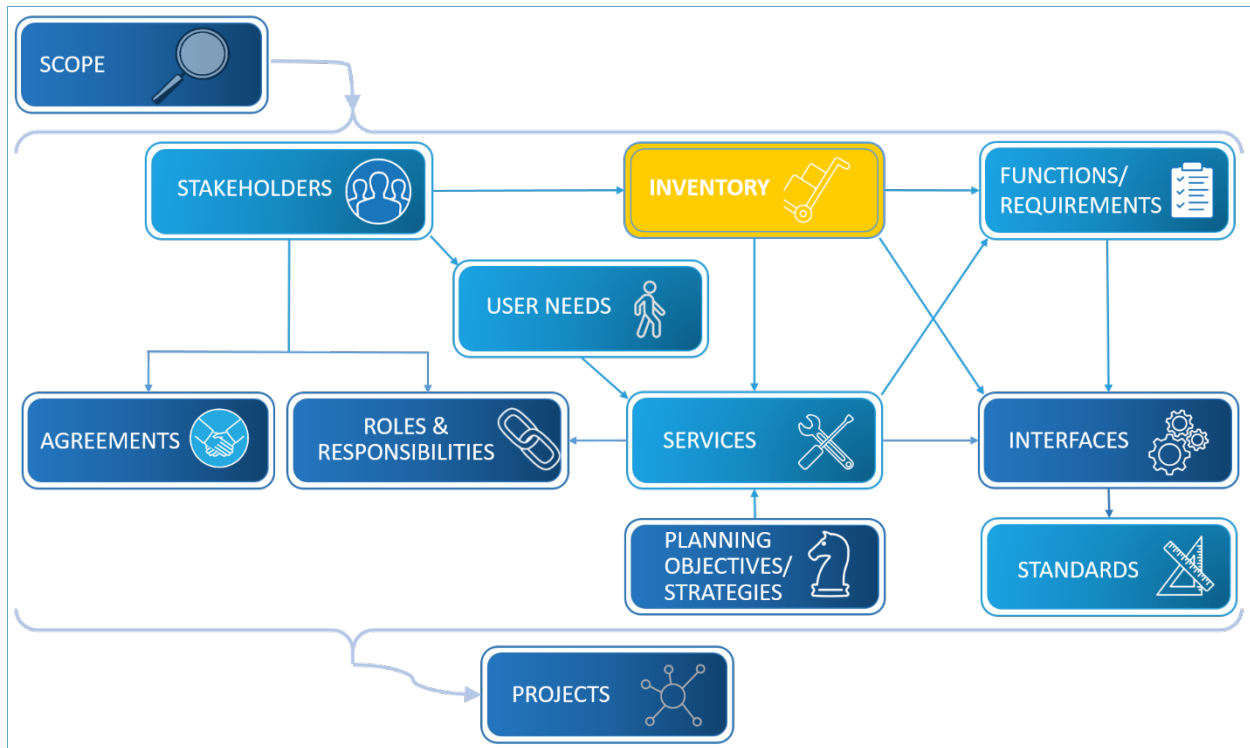 SCOPE
STAKEHOLDERS
INVENTORY
FUNCTIONS/
REQUIREMENTS
USER NEEDS
AGREEMENTS
ROLES &
RESPONSIBILITIES
SERVICES
INTERFACES
PLANNING
OBJECTIVES/
STRATEGIES
STANDARDS
PROJECTS